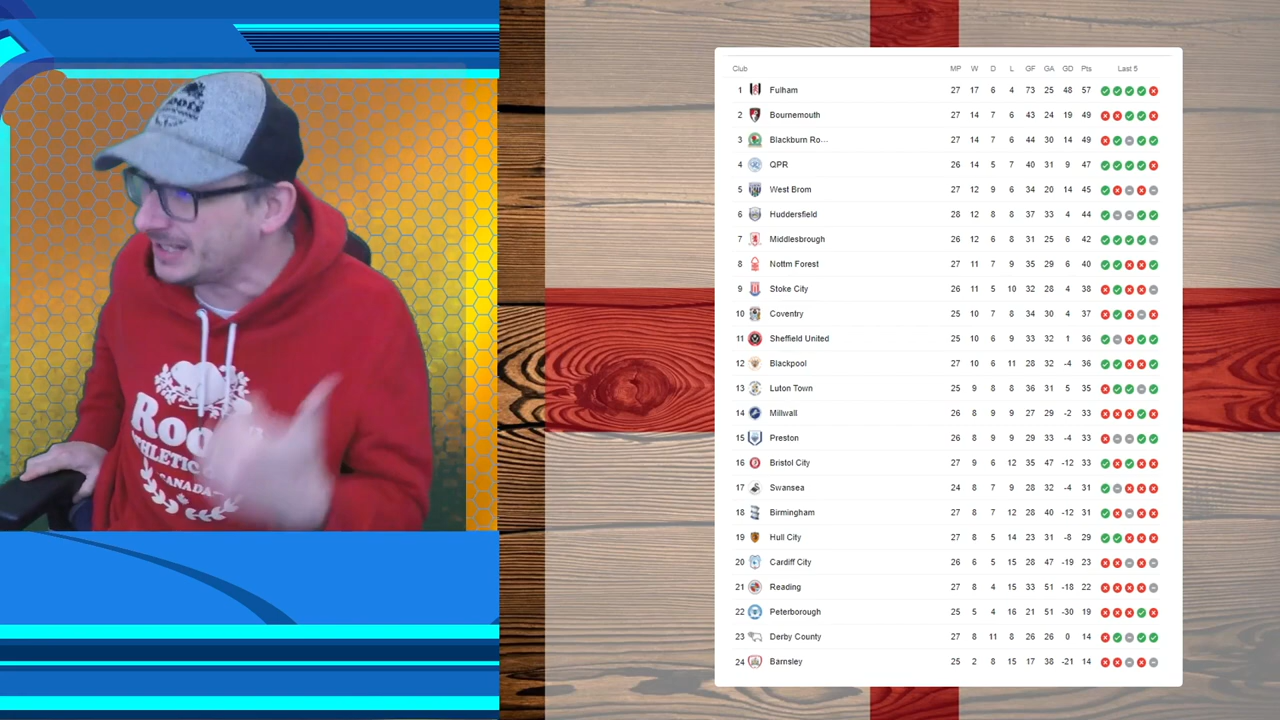 ROOTS
Roo
ATHLETIC
CANADA
Club MP W D L GF GA GD Pts Last 5
1 Fulham 27 17 6 4 73 25 48 57
2 Bournemouth 27 14 7 6 43 24 19 49
3 Blackburn Ro... 27 14 7 6 44 30 14 49
4 QPR 26 14 5 7 40 31 9 47
5 West Brom 27 12 9 6 34 20 14 45
6 Huddersfield 28 12 8 8 37 33 4 44
7 Middlesbrough 26 12 6 8 31 25 6 42
8 Nottm Forest 27 11 7 9 35 29 6 40
9 Stoke City 26 11 5 10 32 28 4 38
10 Coventry 25 10 7 8 34 30 4 37
11 Sheffield United 25 10 6 9 33 32 1 36
12 Blackpool 27 10 6 11 28 32 -4 36
13 Luton Town 25 9 8 8 36 31 5 35
14 Millwall 26 8 9 9 27 29 -2 33
15 Preston 26 8 9 9 29 33 -4 33
16 Bristol City 27 9 6 12 35 47 -12 33
17 Swansea 24 8 7 9 28 32 -4 31
18 Birmingham 27 8 7 12 28 40 -12 31
19 Hull City 27 8 5 14 23 31 -8 29
20 Cardiff City 26 6 5 15 28 47 -19 23
21 Reading 27 8 4 15 33 51 -18 22
22 Peterborough 25 5 4 16 21 51 -30 19
23 Derby County 27 8 11 8 26 26 0 14
24 Barnsley 25 2 8 15 17 38 -21 14